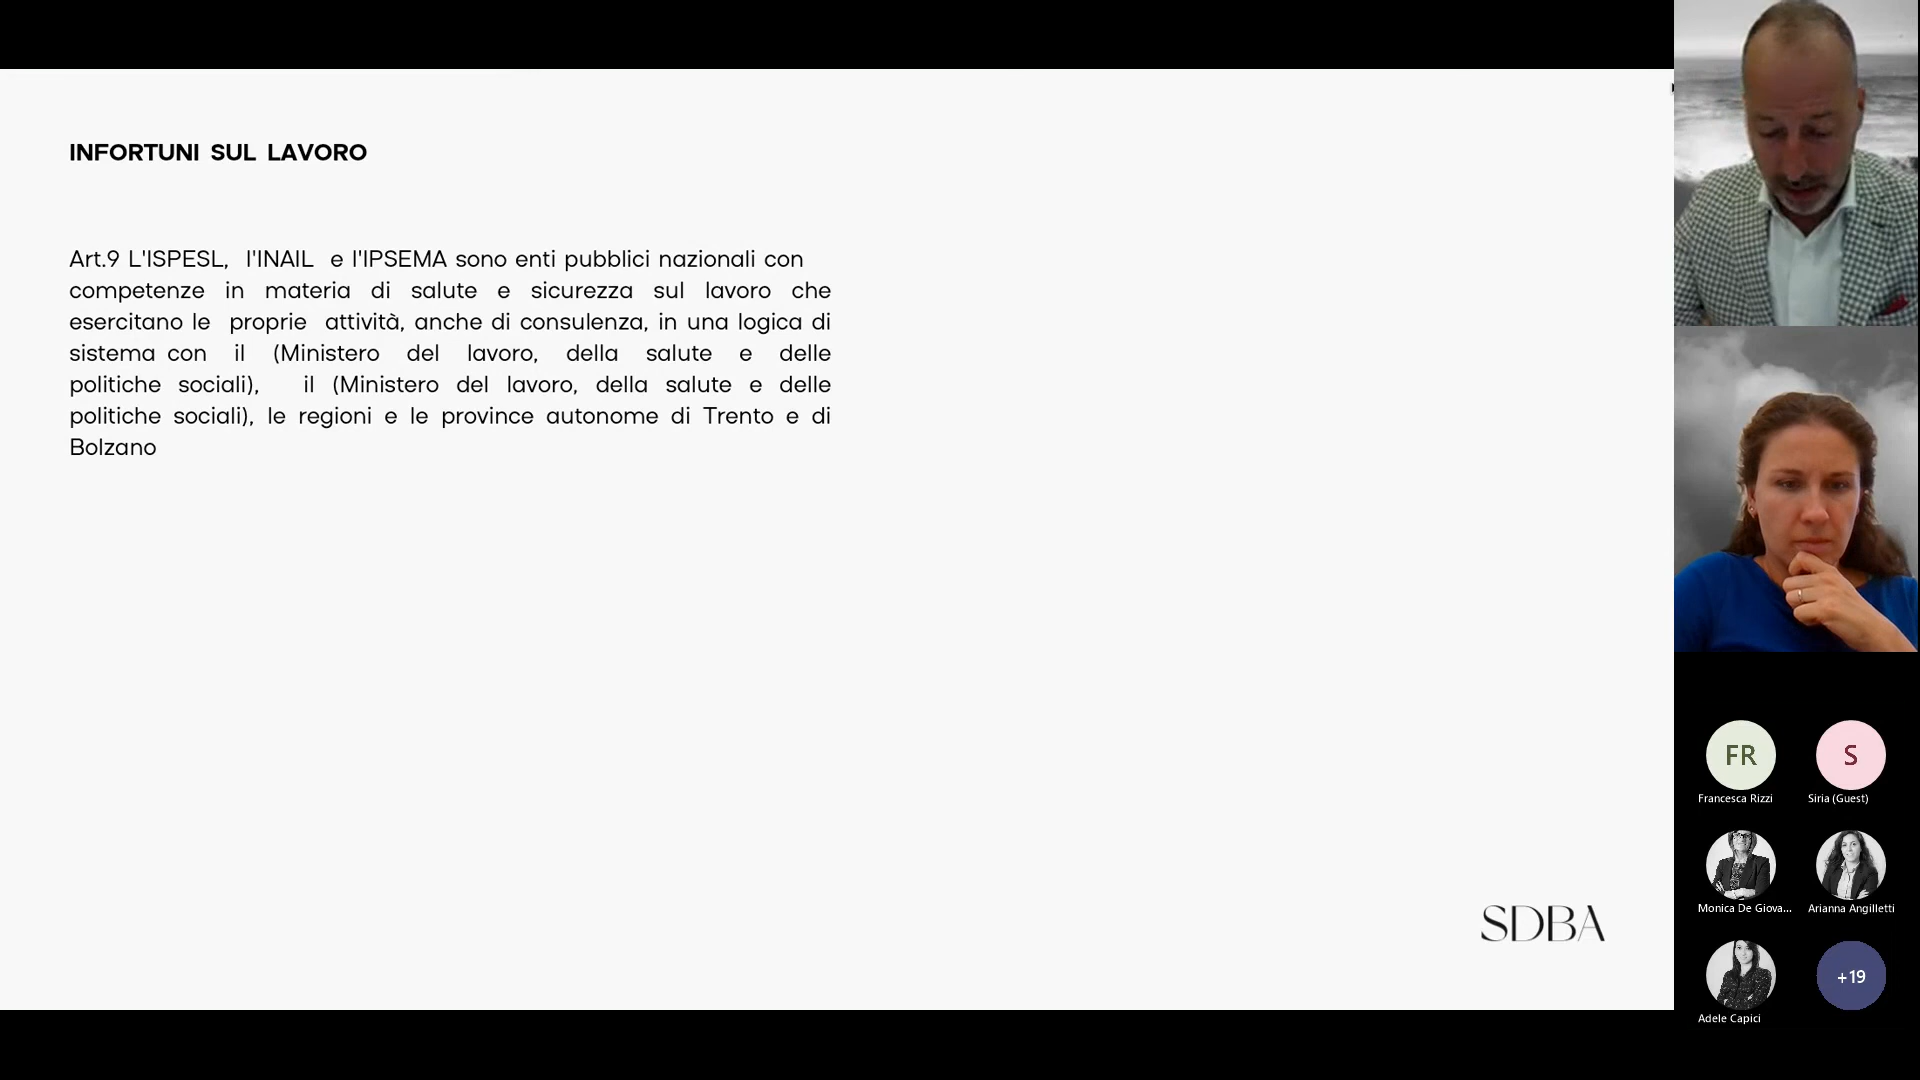 INFORTUNI SUL LAVORO
Art.9 L'ISPESL, l'INAIL e l'IPSEMA sono enti pubblici nazionali con
competenze in materia di salute e sicurezza sul lavoro che
esercitano le proprie attività, anche di consulenza, in una logica di
sistema con il (Ministero del lavoro, della salute e delle
politiche sociali), il (Ministero del lavoro, della salute e delle
politiche sociali), le regioni e le province autonome di Trento e di
Bolzano
SDBA
FR
Francesca Rizzi
S
Siria (Guest)
Monica De Giova...
Arianna Angilletti
Adele Capici
+19